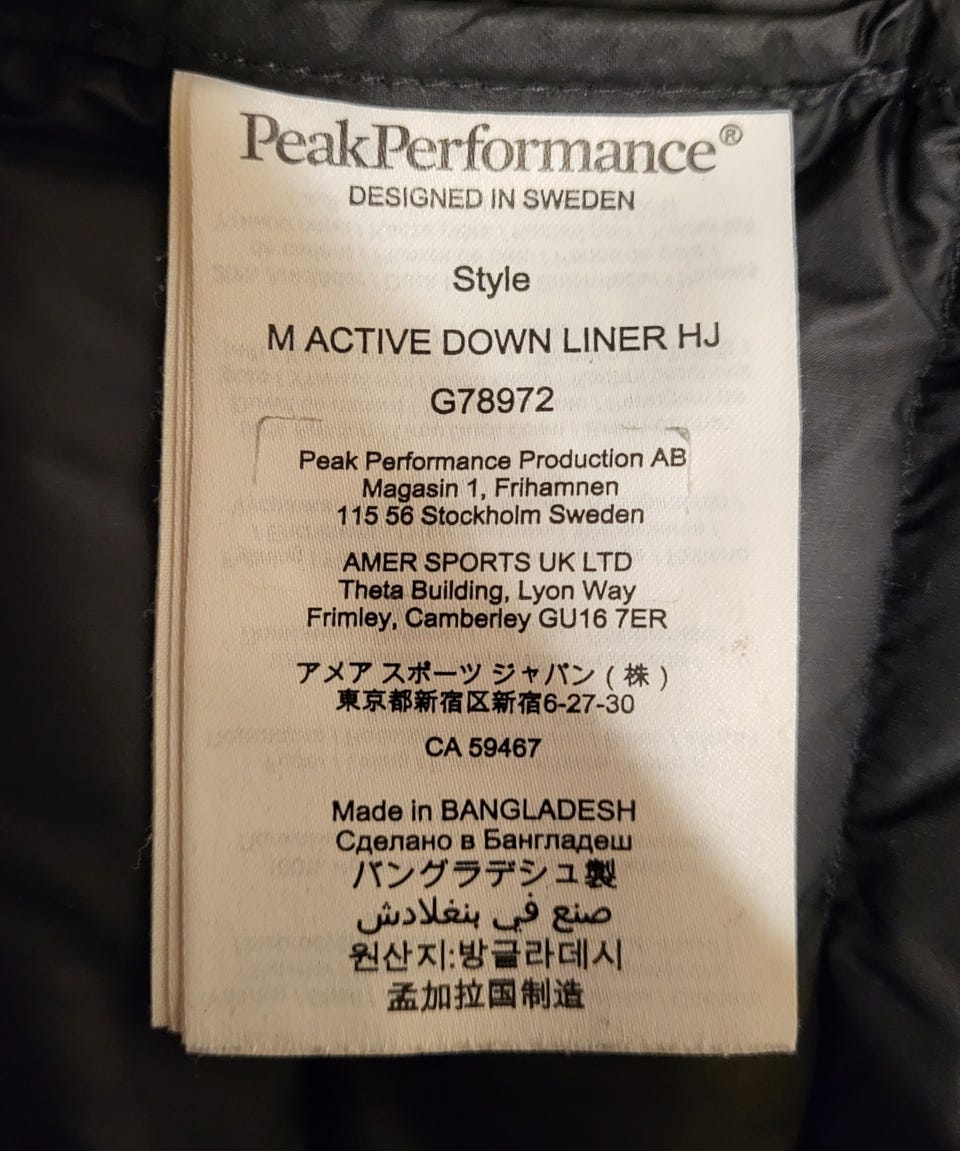 PeakPerformance®
DESIGNED IN SWEDEN
Style
M ACTIVE DOWN LINER HJ
G78972
Peak Performance Production AB
Magasin 1, Frihamnen
115 56 Stockholm Sweden
AMER SPORTS UK LTD
Theta Building, Lyon Way
Frimley, Camberley GU16 7ER
アメア スポーツ ジャパン ( 株 )
東京都新宿区新宿6-27-30
CA 59467
Made in BANGLADESH
Сделано в Бангладеш
バングラデシュ製
صنع في بنغلادش
원산지:방글라데시
孟加拉国制造